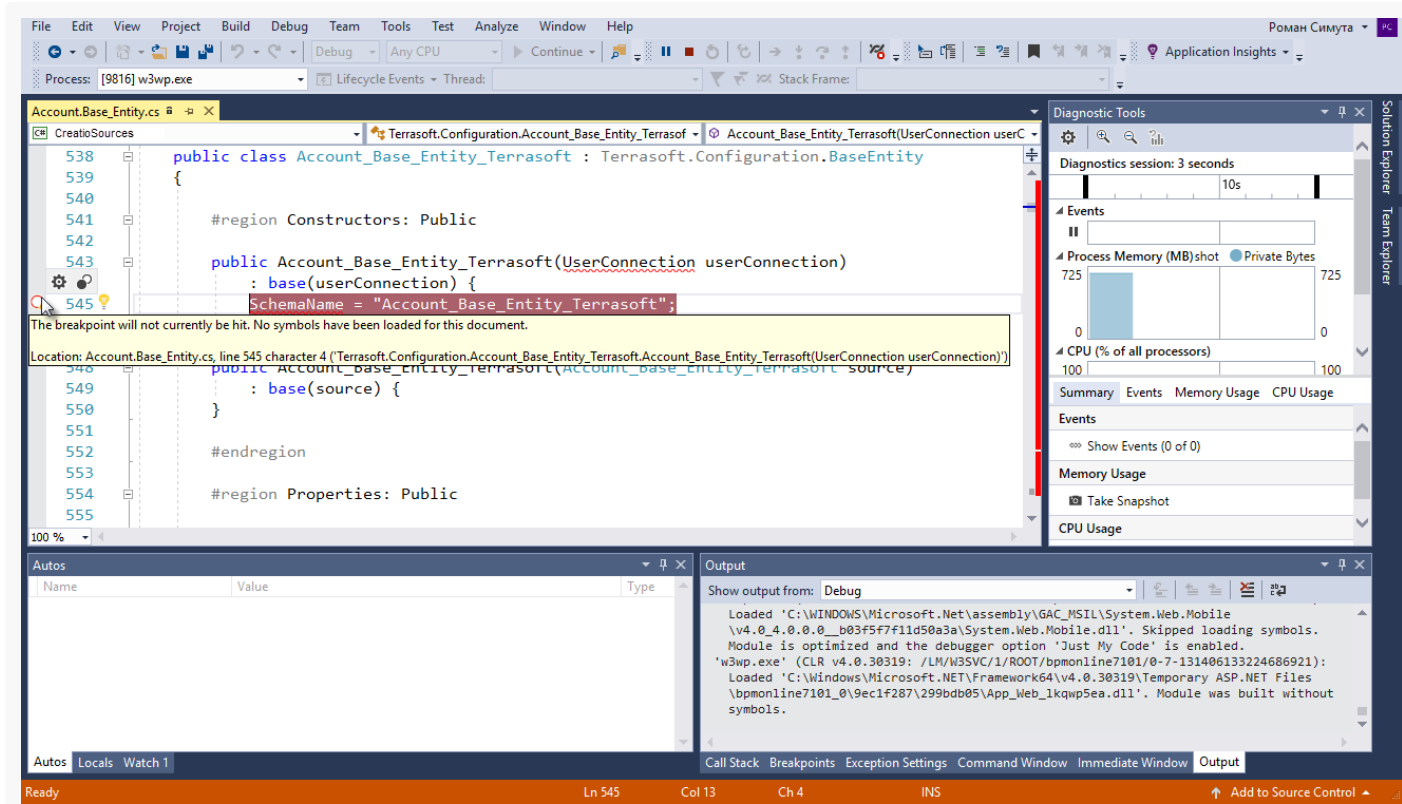 File Edit View Project Build Debug Team Tools Test Analyze Window Help Роман Симута PC
Debug Any CPU Continue Application Insights
Process: [9816] w3wp.exe Lifecycle Events Thread: Stack Frame:
Account.Base_Entity.cs
C# CreatioSources Terrasoft.Configuration.Account_Base_Entity_Terrasof Account_Base_Entity_Terrasoft(UserConnection userC
538 public class Account_Base_Entity_Terrasoft : Terrasoft.Configuration.BaseEntity
539 {
540
541 #region Constructors: Public
542
543 public Account_Base_Entity_Terrasoft(UserConnection userConnection)
: base(userConnection) {
545 SchemaName = "Account_Base_Entity_Terrasoft";
The breakpoint will not currently be hit. No symbols have been loaded for this document.
Location: Account.Base_Entity.cs, line 545 character 4 ('Terrasoft.Configuration.Account_Base_Entity_Terrasoft.Account_Base_Entity_Terrasoft(UserConnection userConnection)')
548 public Account_Base_Entity_Terrasoft(Account_Base_Entity_Terrasoft source)
549 : base(source) {
550 }
551
552 #endregion
553
554 #region Properties: Public
555
100 %
Diagnostic Tools
Diagnostics session: 3 seconds
10s
Events
Process Memory (MB) shot Private Bytes
725 725
0 0
CPU (% of all processors)
100 100
Summary Events Memory Usage CPU Usage
Events
Show Events (0 of 0)
Memory Usage
Take Snapshot
CPU Usage
Solution Explorer
Team Explorer
Autos
Name Value Type
Autos Locals Watch 1
Output
Show output from: Debug
Loaded 'C:\WINDOWS\Microsoft.Net\assembly\GAC_MSIL\System.Web.Mobile
\v4.0_4.0.0.0__b03f5f7f11d50a3a\System.Web.Mobile.dll'. Skipped loading symbols.
Module is optimized and the debugger option 'Just My Code' is enabled.
'w3wp.exe' (CLR v4.0.30319: /LM/W3SVC/1/ROOT/bpmonline7101/0-7-131406133224686921):
Loaded 'C:\Windows\Microsoft.NET\Framework64\v4.0.30319\Temporary ASP.NET Files
\bpmonline7101_0\9ec1f287\299bdb05\App_Web_lkqwp5ea.dll'. Module was built without
symbols.
Call Stack Breakpoints Exception Settings Command Window Immediate Window Output
Ready Ln 545 Col 13 Ch 4 INS Add to Source Control